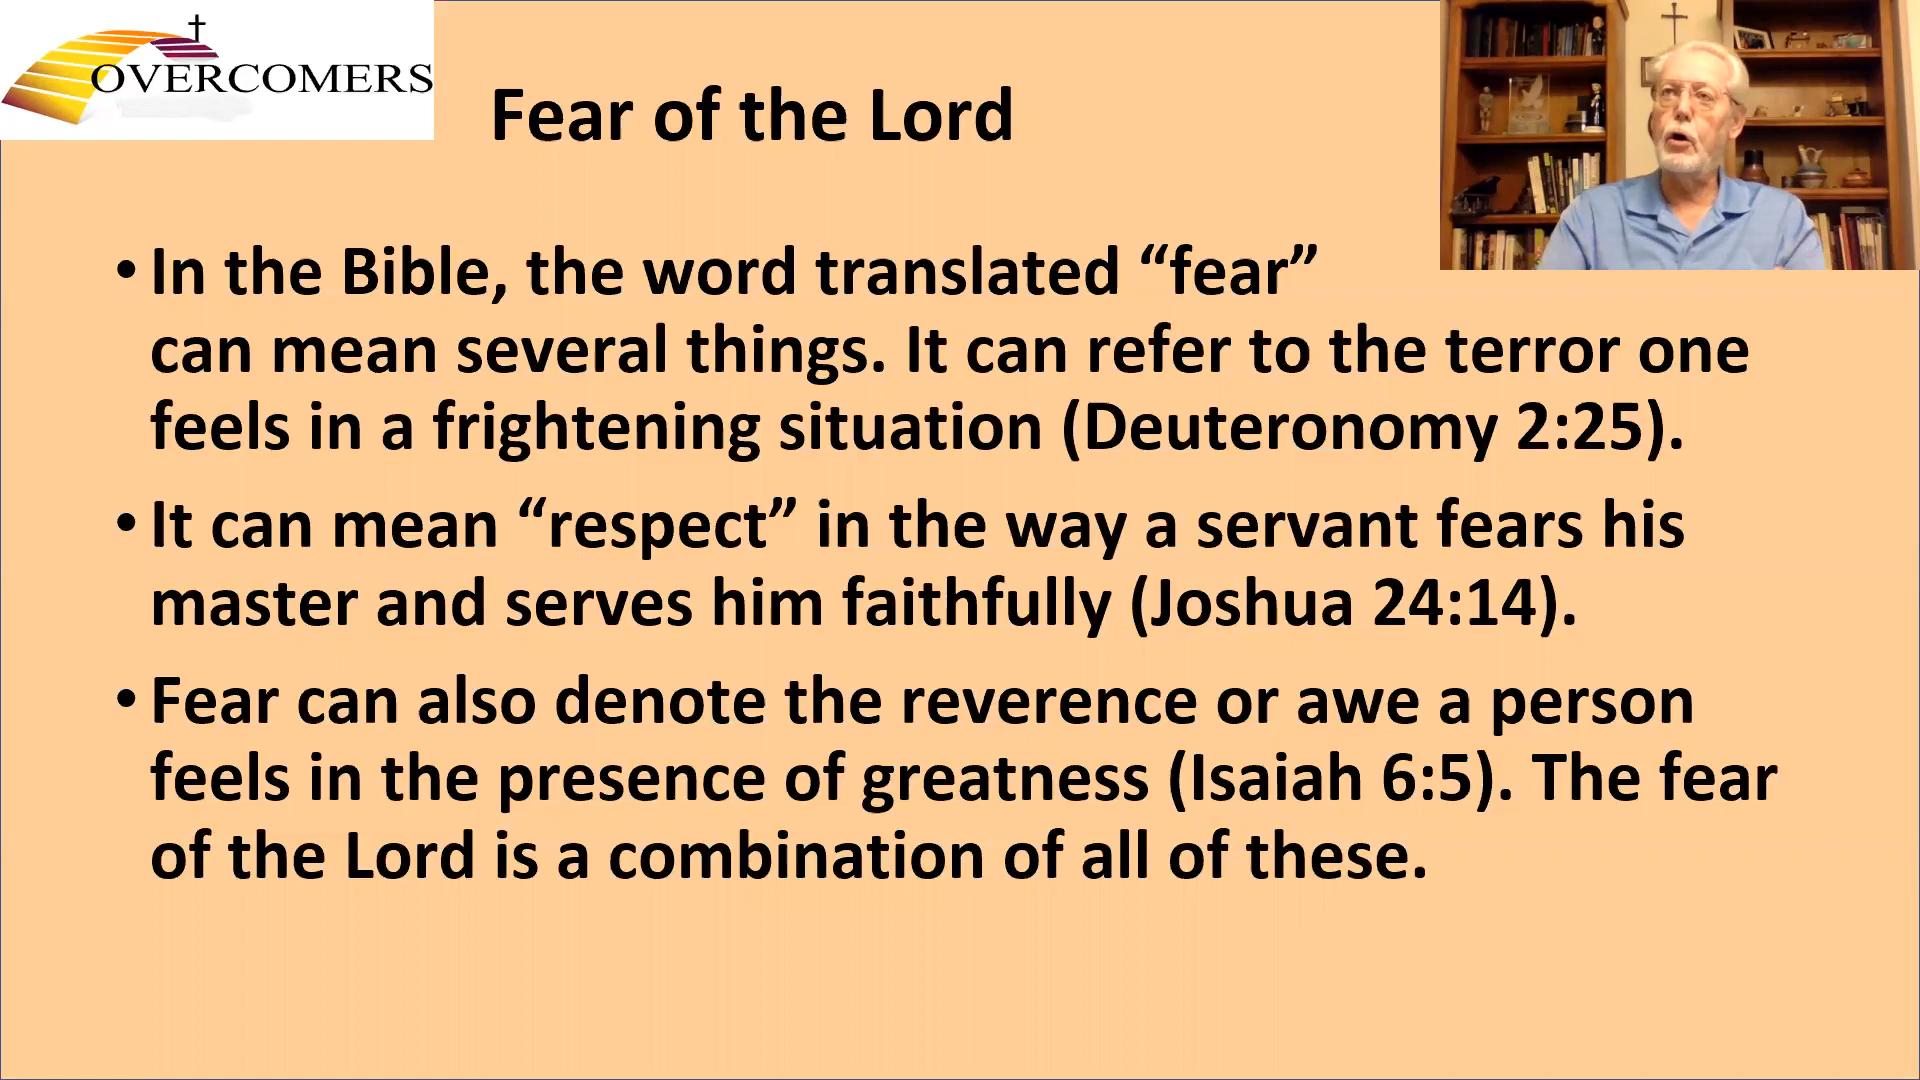 OVERCOMERS
Fear of the Lord
• In the Bible, the word translated “fear”
can mean several things. It can refer to the terror one
feels in a frightening situation (Deuteronomy 2:25).
• It can mean “respect” in the way a servant fears his
master and serves him faithfully (Joshua 24:14).
• Fear can also denote the reverence or awe a person
feels in the presence of greatness (Isaiah 6:5). The fear
of the Lord is a combination of all of these.